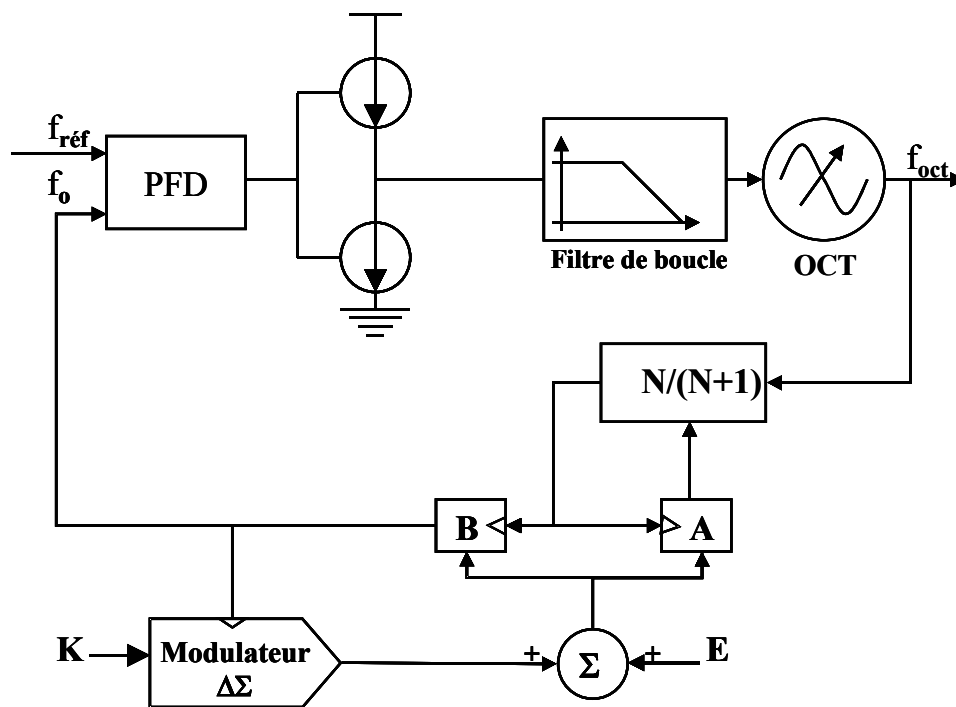 fréf
fo
PFD
Filtre de boucle
OCT
foct
N/(N+1)
B
A
K
Modulateur
ΔΣ
+
Σ
+
E